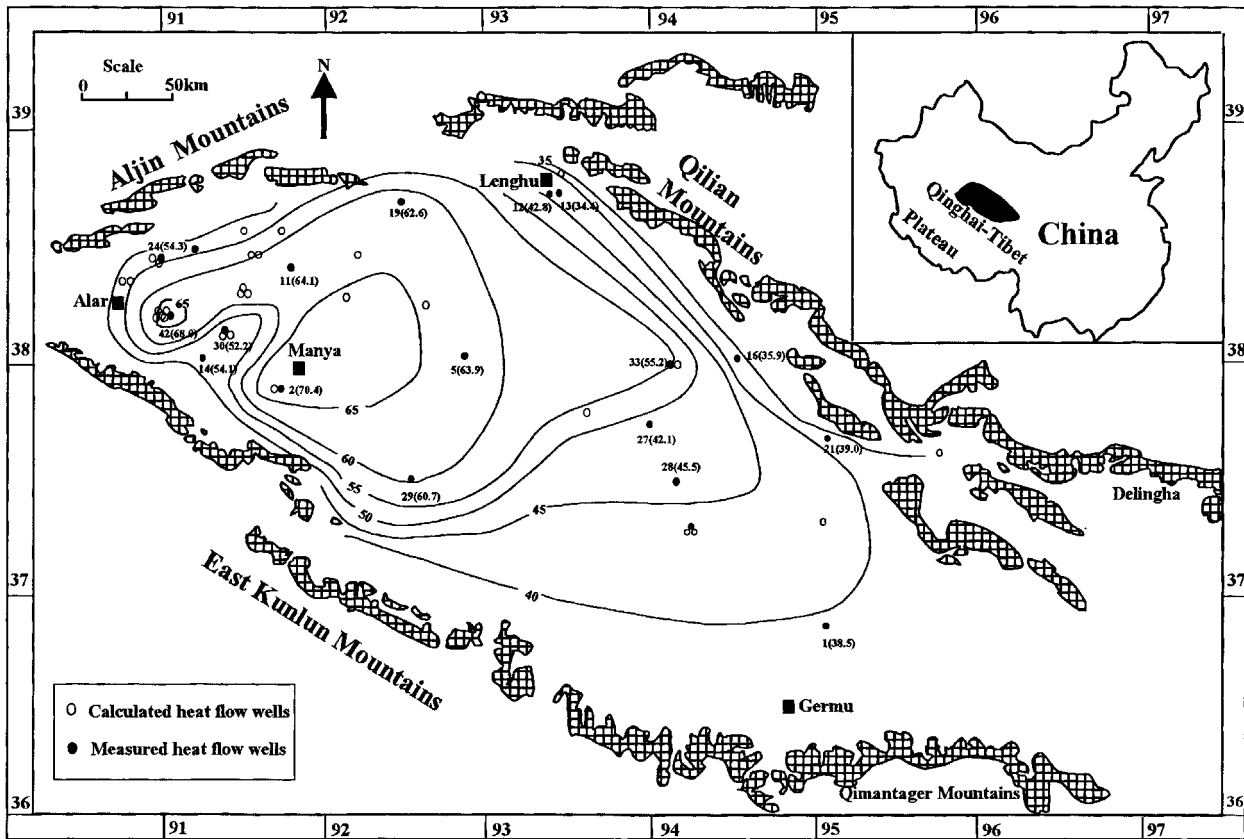 91 92 93 94 95 96 97
Scale
0 50km
N
39
39
Aljin Mountains
35
Lenghu
12(42.8) 13(34.4)
Qilian Mountains
Qinghai-Tibet
Plateau
China
19(62.6)
24(54.3)
11(64.1)
Alar
65
42(68.0)
30(52.2)
14(54.1)
Manya
2(70.4)
5(63.9)
33(55.2)
16(35.9)
38
38
65
27(42.1)
21(39.0)
60
28(45.5)
29(60.7)
55
50
45
Delingha
40
37
37
East Kunlun Mountains
1(38.5)
Germu
Calculated heat flow wells
Measured heat flow wells
Qimantager Mountains
36
36
91 92 93 94 95 96 97